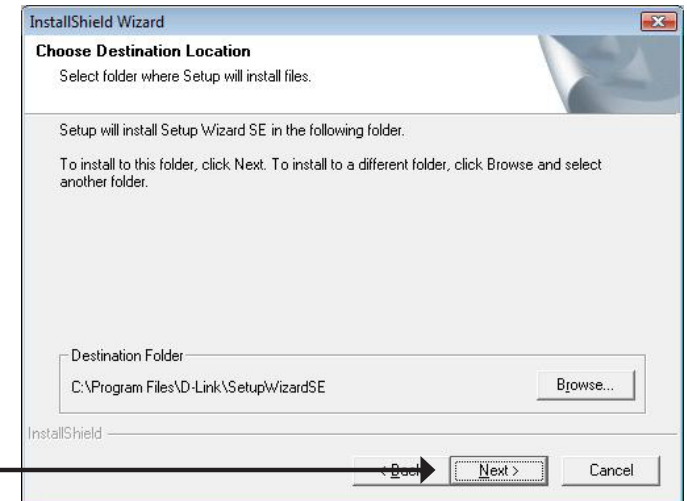 InstallShield Wizard
Choose Destination Location
Select folder where Setup will install files.
Setup will install Setup Wizard SE in the following folder.
To install to this folder, click Next. To install to a different folder, click Browse and select
another folder.
Destination Folder
C:\Program Files\D-Link\SetupWizardSE
Browse...
InstallShield
< Back
Next >
Cancel